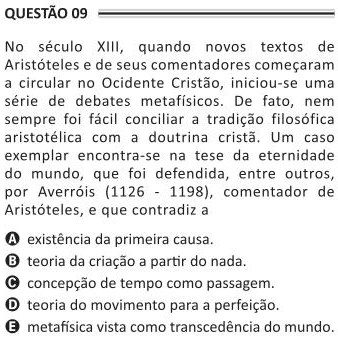 QUESTÃO 09
No século XIII, quando novos textos de
Aristóteles e de seus comentadores começaram
a circular no Ocidente Cristão, iniciou-se uma
série de debates metafísicos. De fato, nem
sempre foi fácil conciliar a tradição filosófica
aristotélica com a doutrina cristã. Um caso
exemplar encontra-se na tese da eternidade
do mundo, que foi defendida, entre outros,
por Averróis (1126 - 1198), comentador de
Aristóteles, e que contradiz a
A existência da primeira causa.
B teoria da criação a partir do nada.
C concepção de tempo como passagem.
D teoria do movimento para a perfeição.
E metafísica vista como transcedência do mundo.